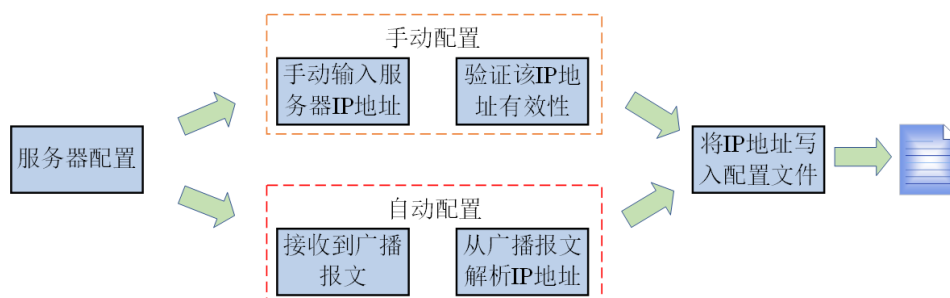 手动配置
手动输入服
务器IP地址
验证该IP地
址有效性
服务器配置
将IP地址写
入配置文件
自动配置
接收到广播
报文
从广播报文
解析IP地址